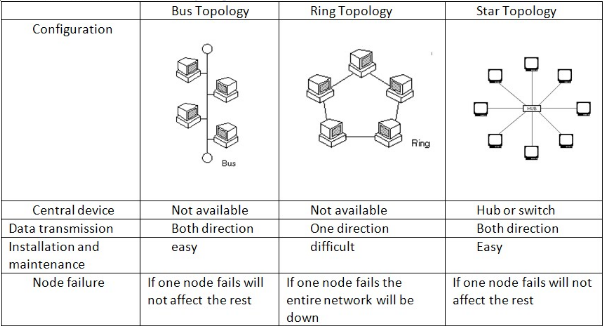 Bus Topology Ring Topology Star Topology
Configuration
Bus
Ring
HUB
Central device Not available Not available Hub or switch
Data transmission Both direction One direction Both direction
Installation and easy difficult Easy
maintenance
Node failure If one node fails will If one node fails the If one node fails will not
not affect the rest entire network will be affect the rest
down